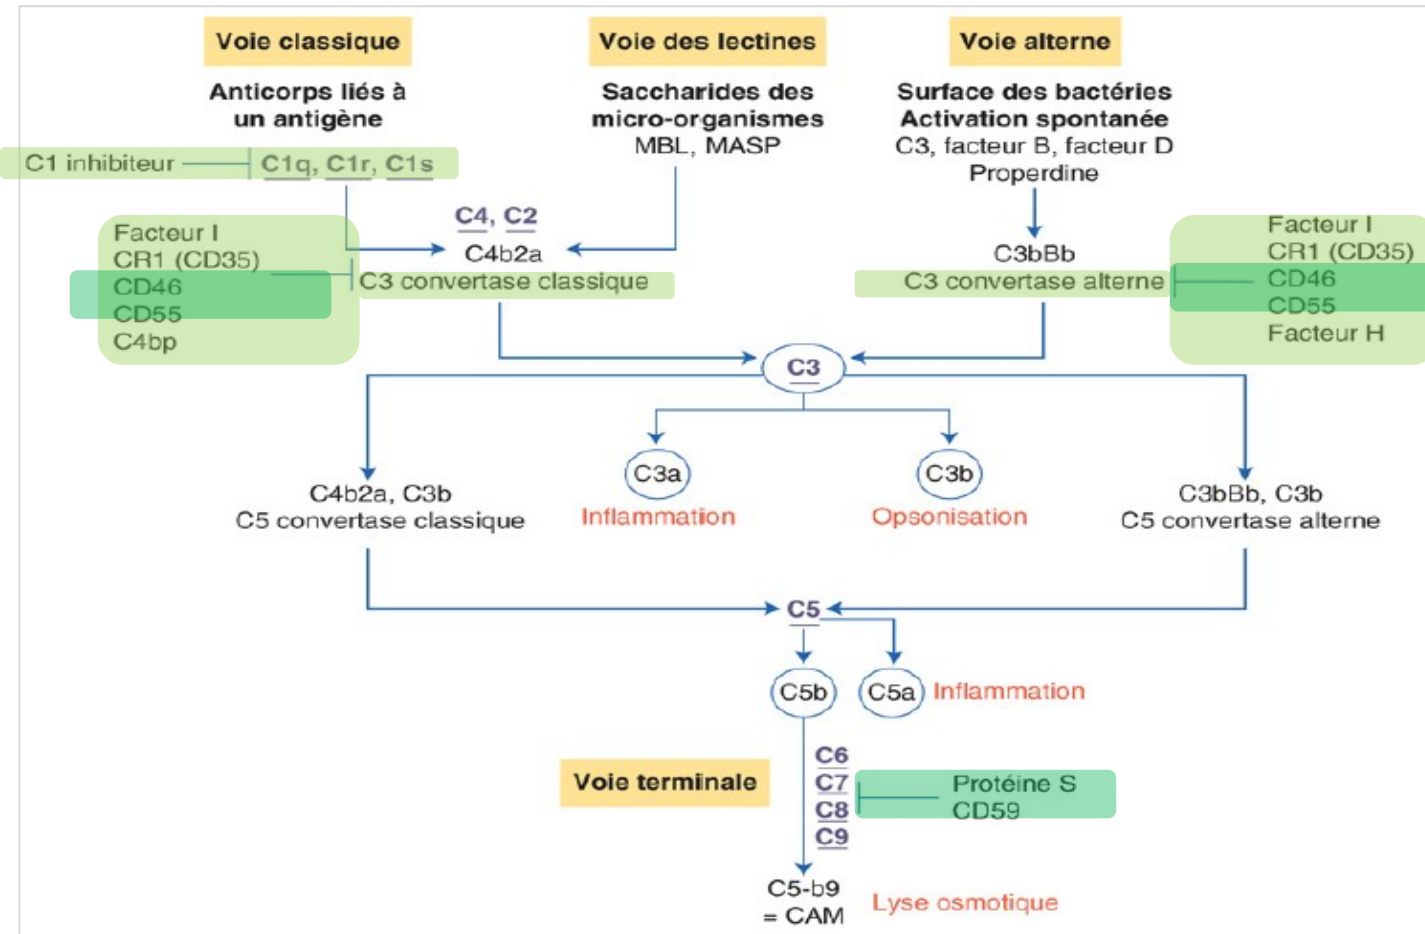 Voie classique
Voie des lectines
Voie alterne
Anticorps liés à
un antigène
Saccharides des
micro-organismes
MBL, MASP
Surface des bactéries
Activation spontanée
C3, facteur B, facteur D
Properdine
C1 inhibiteur
C1q, C1r, C1s
C4, C2
C4b2a
C3 convertase classique
Facteur I
CR1 (CD35)
CD46
CD55
C4bp
C3bBb
C3 convertase alterne
Facteur I
CR1 (CD35)
CD46
CD55
Facteur H
C3
C3a
Inflammation
C3b
Opsonisation
C4b2a, C3b
C5 convertase classique
C3bBb, C3b
C5 convertase alterne
C5
C5b
C5a
Inflammation
Voie terminale
C6
C7
C8
C9
Protéine S
CD59
C5-b9
= CAM
Lyse osmotique